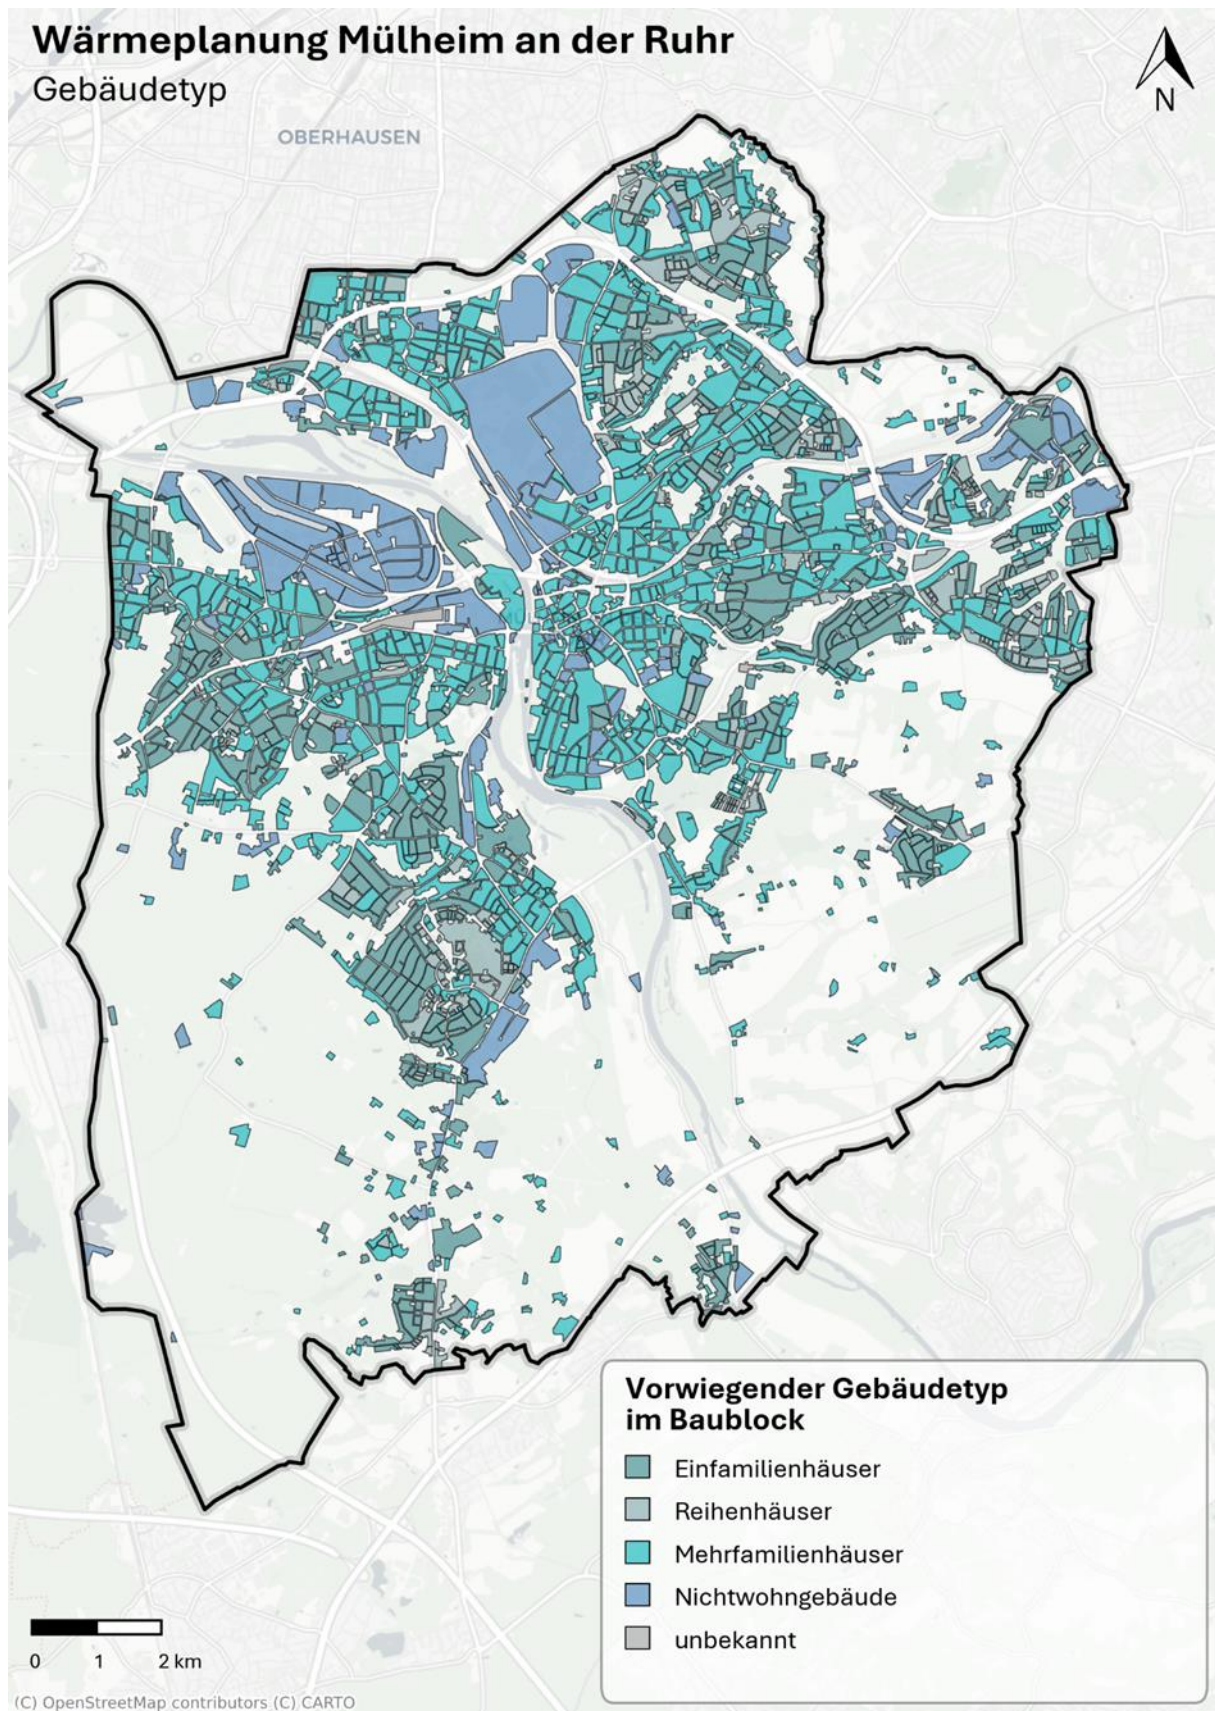 Wärmeplanung Mülheim an der Ruhr
Gebäudetyp
N
OBERHAUSEN
Vorwiegender Gebäudetyp
im Baublock
Einfamilienhäuser
Reihenhäuser
Mehrfamilienhäuser
Nichtwohngebäude
unbekannt
0 1 2 km
(C) OpenStreetMap contributors (C) CARTO